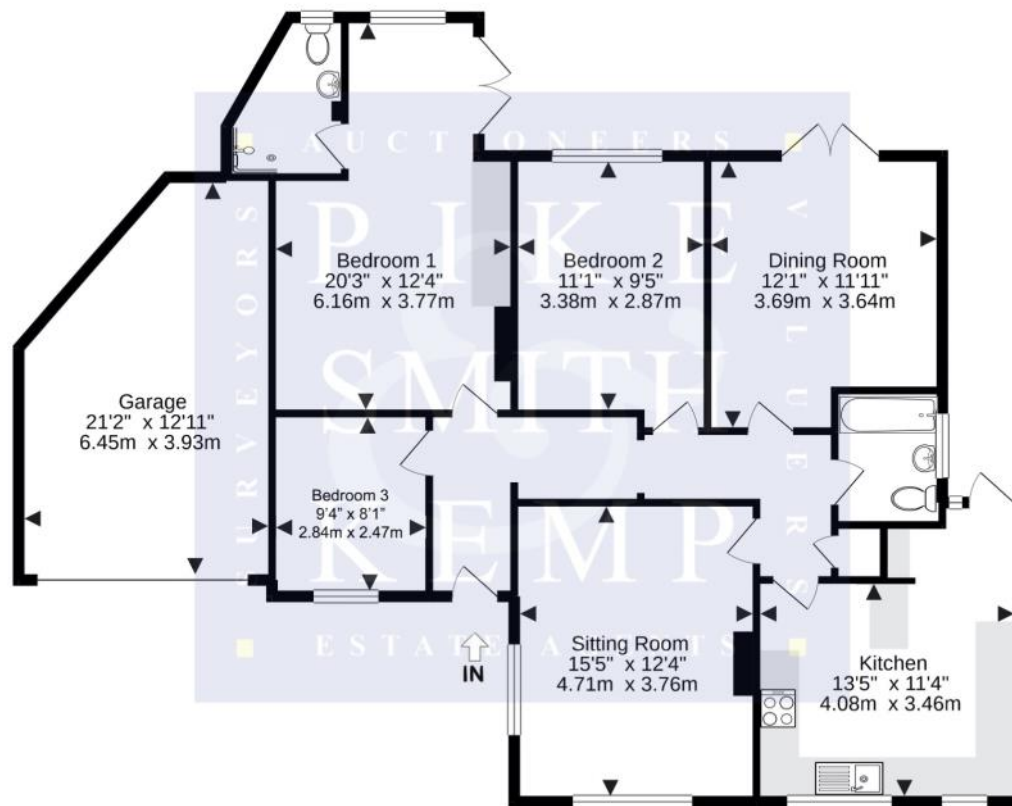 AUCTIONEERS
SURVEYORS
VALUERS
PIKE
SMITH
KEMP
ESTATE AGENTS
Bedroom 1
20'3" x 12'4"
6.16m x 3.77m
Bedroom 2
11'1" x 9'5"
3.38m x 2.87m
Dining Room
12'1" x 11'11"
3.69m x 3.64m
Garage
21'2" x 12'11"
6.45m x 3.93m
Bedroom 3
9'4" x 8'1"
2.84m x 2.47m
Sitting Room
15'5" x 12'4"
4.71m x 3.76m
Kitchen
13'5" x 11'4"
4.08m x 3.46m
IN